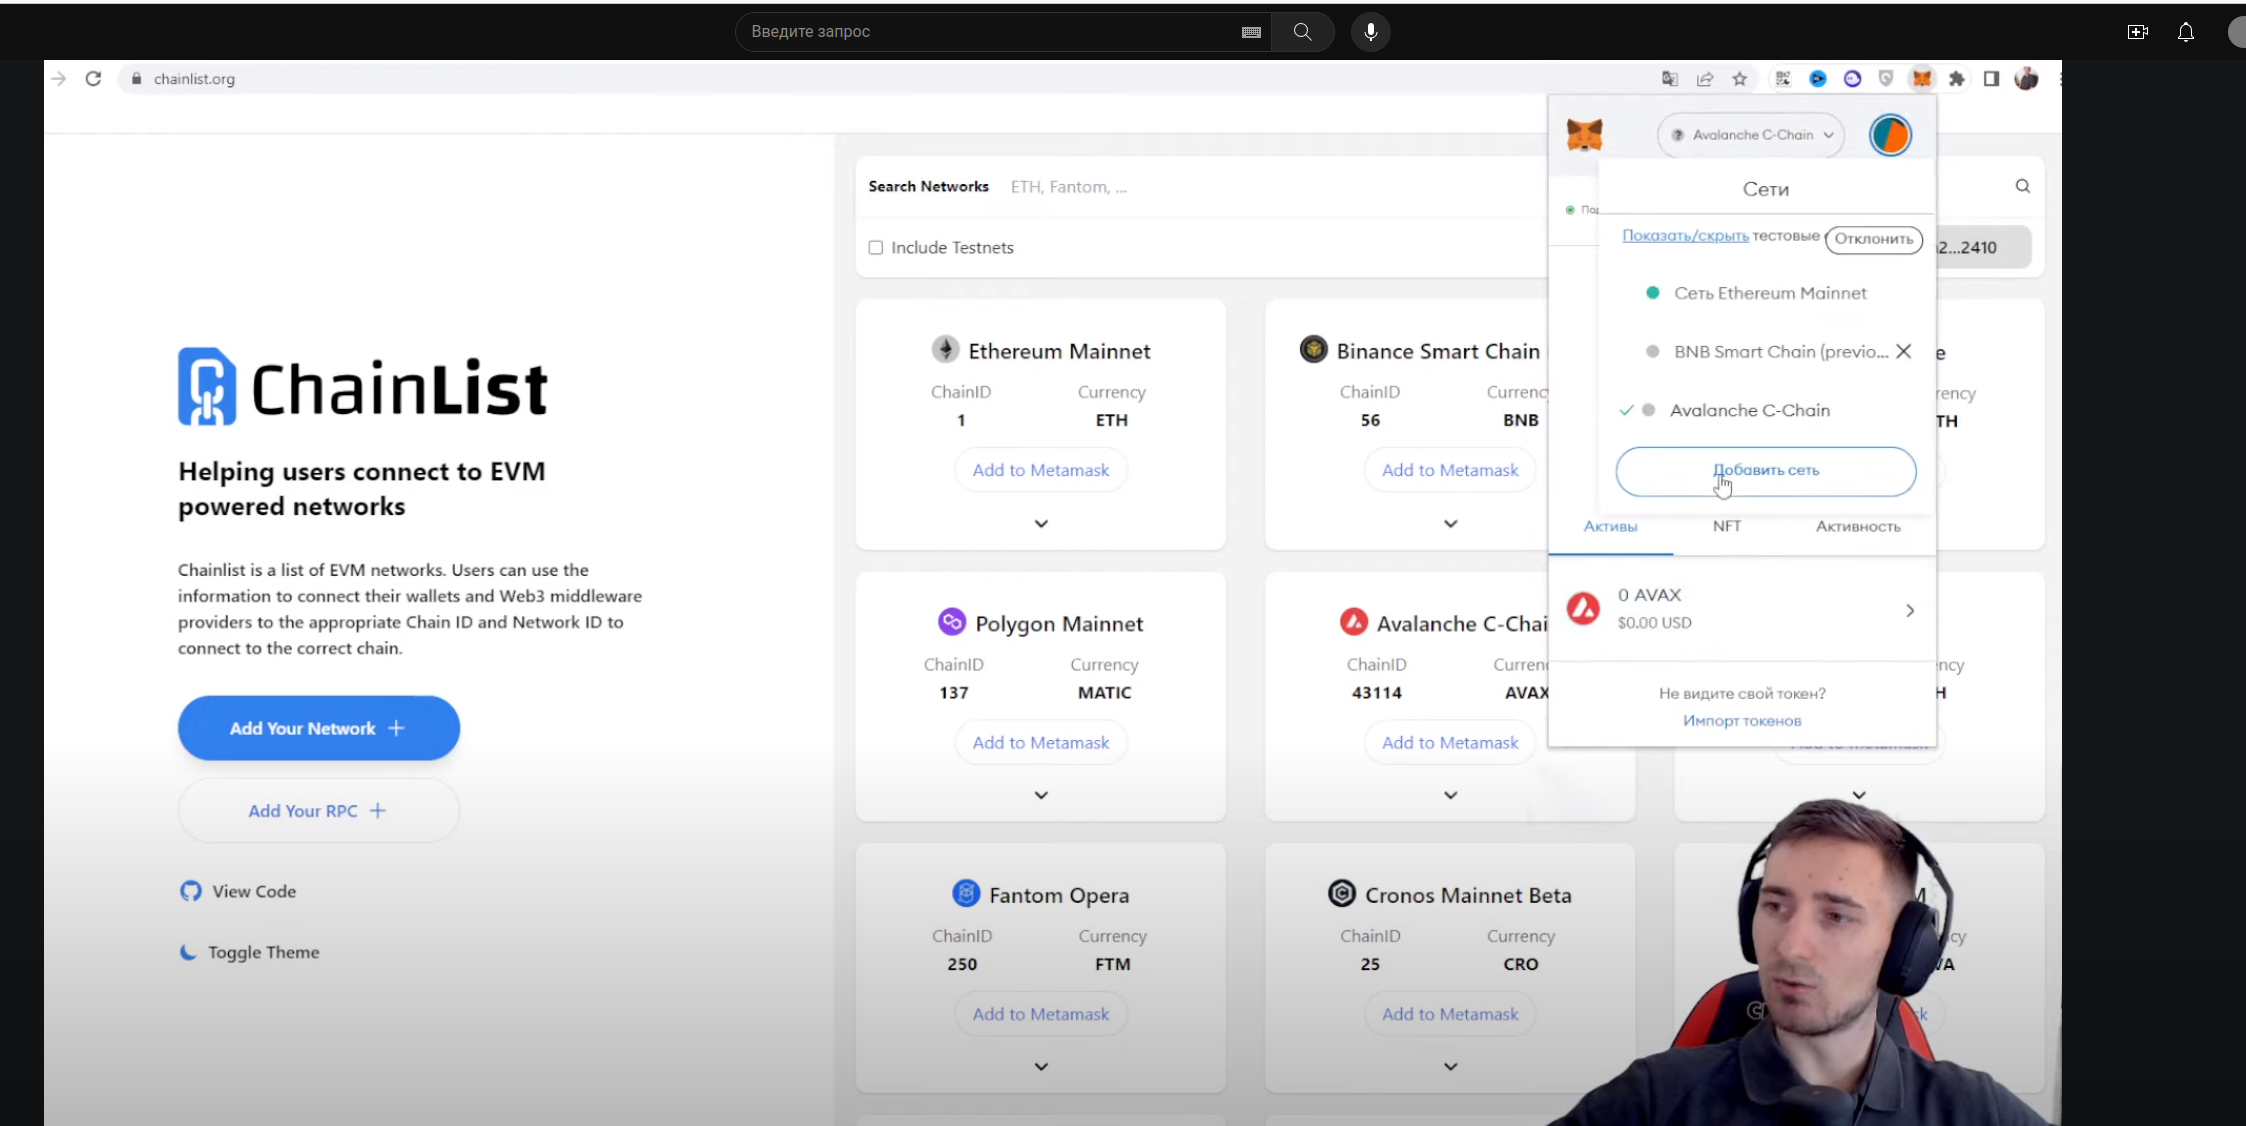 Введите запрос
chainlist.org
ChainList
Helping users connect to EVM
powered networks
Chainlist is a list of EVM networks. Users can use the
information to connect their wallets and Web3 middleware
providers to the appropriate Chain ID and Network ID to
connect to the correct chain.
Add Your Network
Add Your RPC
View Code
Toggle Theme
Search Networks ETH, Fantom, ...
Include Testnets
2...2410
Ethereum Mainnet
ChainID Currency
1 ETH
Add to Metamask
Binance Smart Chain
ChainID Currenc
56 BNB
Add to Metamask
e
rency
TH
Polygon Mainnet
ChainID Currency
137 MATIC
Add to Metamask
Avalanche C-Chai
ChainID Curren
43114 AVAX
Add to Metamask
ncy
H
Fantom Opera
ChainID Currency
250 FTM
Add to Metamask
Cronos Mainnet Beta
ChainID Currency
25 CRO
Add to Metamask
M
cy
VA
sk
Avalanche C-Chain
Сети
Показать/скрыть тестовые
Отклонить
Сеть Ethereum Mainnet
BNB Smart Chain (previo...
Avalanche C-Chain
Добавить сеть
Активы NFT Активность
0 AVAX
$0.00 USD
Не видите свой токен?
Импорт токенов